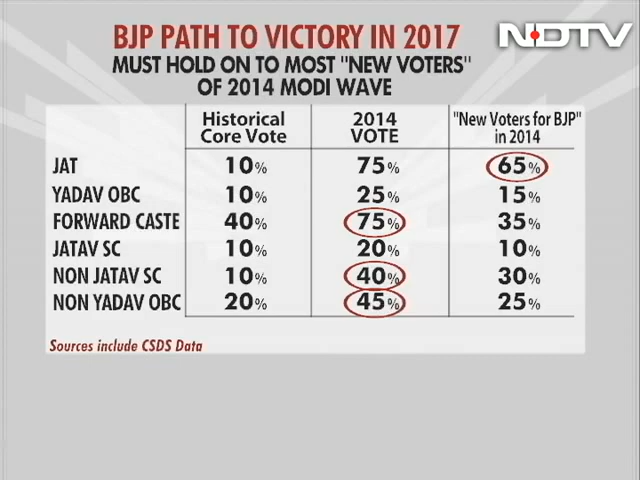 BJP PATH TO VICTORY IN 2017
NDTV
MUST HOLD ON TO MOST "NEW VOTERS"
OF 2014 MODI WAVE
Historical Core Vote 2014 VOTE "New Voters for BJP" in 2014
JAT 10% 75% 65%
YADAV OBC 10% 25% 15%
FORWARD CASTE 40% 75% 35%
JATAV SC 10% 20% 10%
NON JATAV SC 10% 40% 30%
NON YADAV OBC 20% 45% 25%
Sources include CSDS Data